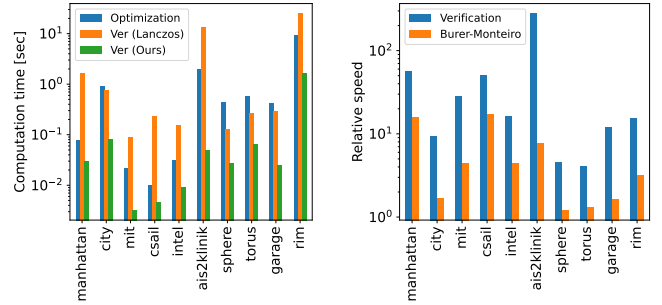 Computation time [sec]
10¹
10⁰
10⁻¹
10⁻²
Optimization
Ver (Lanczos)
Ver (Ours)
manhattan
city
mit
csail
intel
ais2klinik
sphere
torus
garage
rim
Relative speed
10²
10¹
10⁰
Verification
Burer-Monteiro
manhattan
city
mit
csail
intel
ais2klinik
sphere
torus
garage
rim